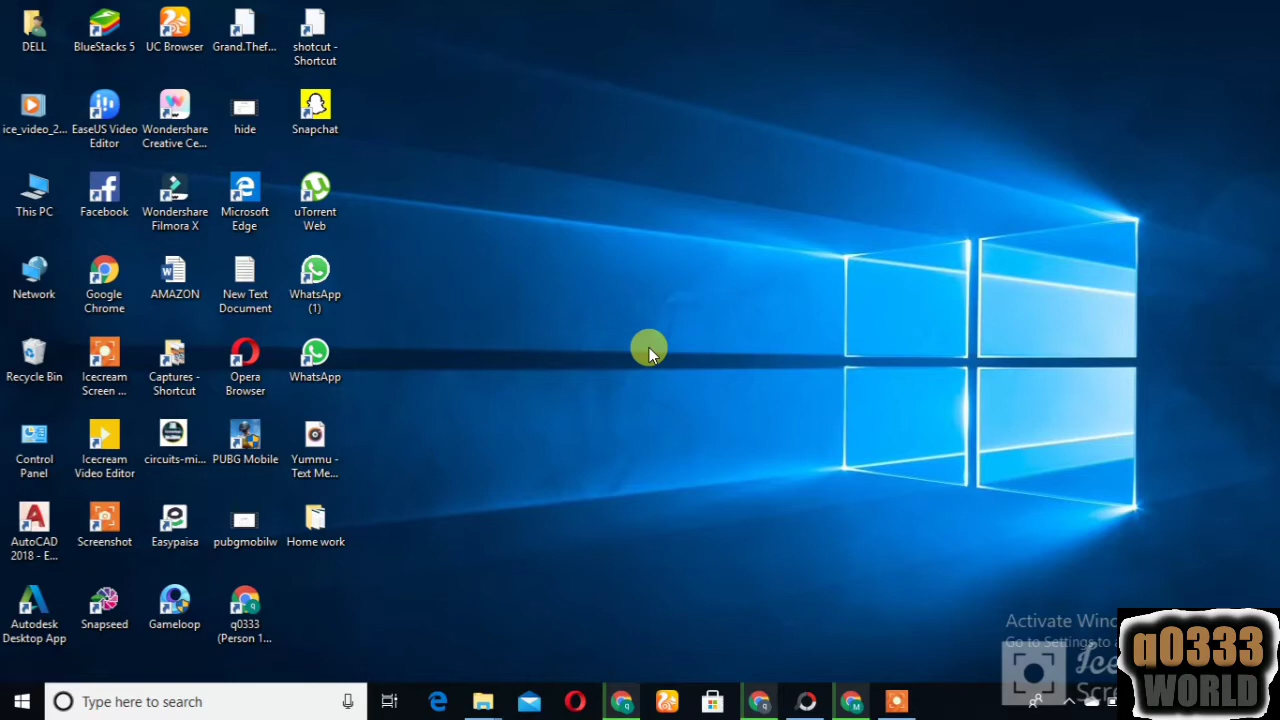 DELL
BlueStacks 5
UC Browser
Grand.Thef...
shotcut -
Shortcut
ice_video_2...
EaseUS Video
Editor
Wondershare
Creative Ce...
hide
Snapchat
This PC
Facebook
Wondershare
Filmora X
Microsoft
Edge
uTorrent
Web
Network
Google
Chrome
AMAZON
New Text
Document
WhatsApp
(1)
Recycle Bin
Icecream
Screen ...
Captures -
Shortcut
Opera
Browser
WhatsApp
Control
Panel
Icecream
Video Editor
circuits-mi...
PUBG Mobile
Yummu -
Text Me...
AutoCAD
2018 - E...
Screenshot
Easypaisa
pubgmobilw
Home work
Autodesk
Desktop App
Snapseed
Gameloop
q0333
(Person 1...
Activate Winc
Go to Settings to a
q0333
WORLD
Type here to search